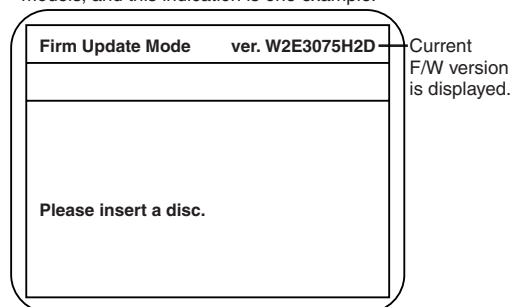 models, and this indication is one example.
Firm Update Mode ver. W2E3075H2D
Current
F/W version
is displayed.
Please insert a disc.